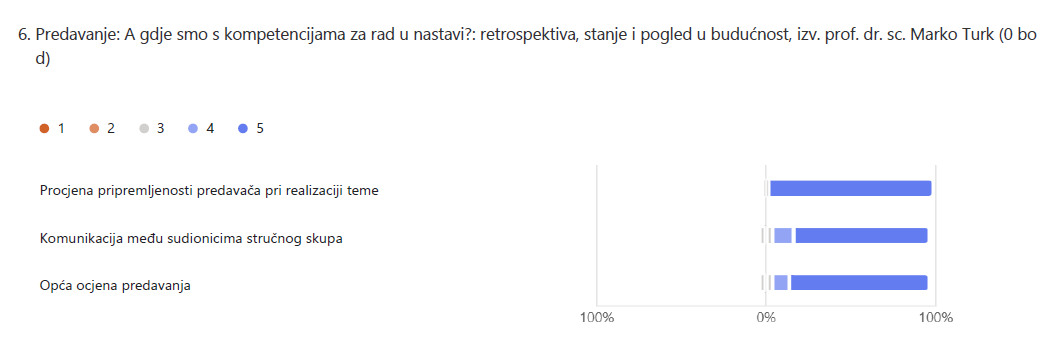 6. Predavanje: A gdje smo s kompetencijama za rad u nastavi?: retrospektiva, stanje i pogled u budućnost, izv. prof. dr. sc. Marko Turk (0 bo
d)
1 2 3 4 5
Procjena pripremljenosti predavača pri realizaciji teme
Komunikacija među sudionicima stručnog skupa
Opća ocjena predavanja
100% 0% 100%